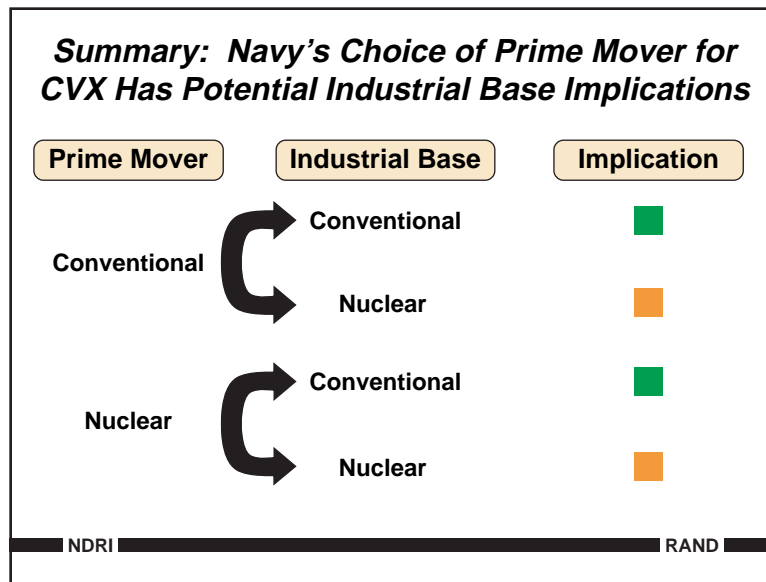 Summary: Navy's Choice of Prime Mover for
CVX Has Potential Industrial Base Implications
Prime Mover Industrial Base Implication
Conventional
Conventional
Nuclear
Conventional
Nuclear
Nuclear
NDRI RAND